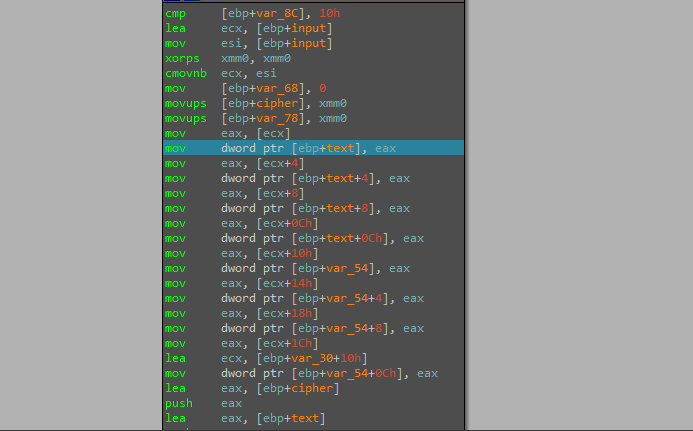 cmp [ebp+var_8C], 10h
lea ecx, [ebp+input]
mov esi, [ebp+input]
xorps xmm0, xmm0
cmovnb ecx, esi
mov [ebp+var_68], 0
movups [ebp+cipher], xmm0
movups [ebp+var_78], xmm0
mov eax, [ecx]
mov dword ptr [ebp+text], eax
mov eax, [ecx+4]
mov dword ptr [ebp+text+4], eax
mov eax, [ecx+8]
mov dword ptr [ebp+text+8], eax
mov eax, [ecx+0Ch]
mov dword ptr [ebp+text+0Ch], eax
mov eax, [ecx+10h]
mov dword ptr [ebp+var_54], eax
mov eax, [ecx+14h]
mov dword ptr [ebp+var_54+4], eax
mov eax, [ecx+18h]
mov dword ptr [ebp+var_54+8], eax
mov eax, [ecx+1Ch]
lea ecx, [ebp+var_30+10h]
mov dword ptr [ebp+var_54+0Ch], eax
lea eax, [ebp+cipher]
push eax
lea eax, [ebp+text]